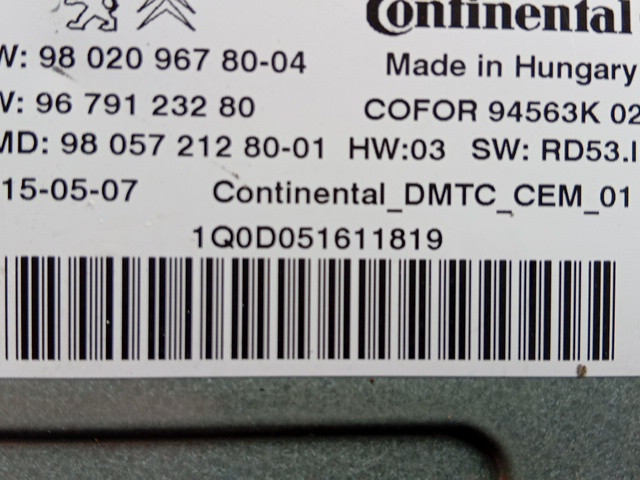 Continental
W: 98 020 967 80-04 Made in Hungary
V: 96 791 232 80 COFOR 94563K 02
MD: 98 057 212 80-01 HW:03 SW: RD53.I
15-05-07 Continental_DMTC_CEM_01
1Q0D051611819